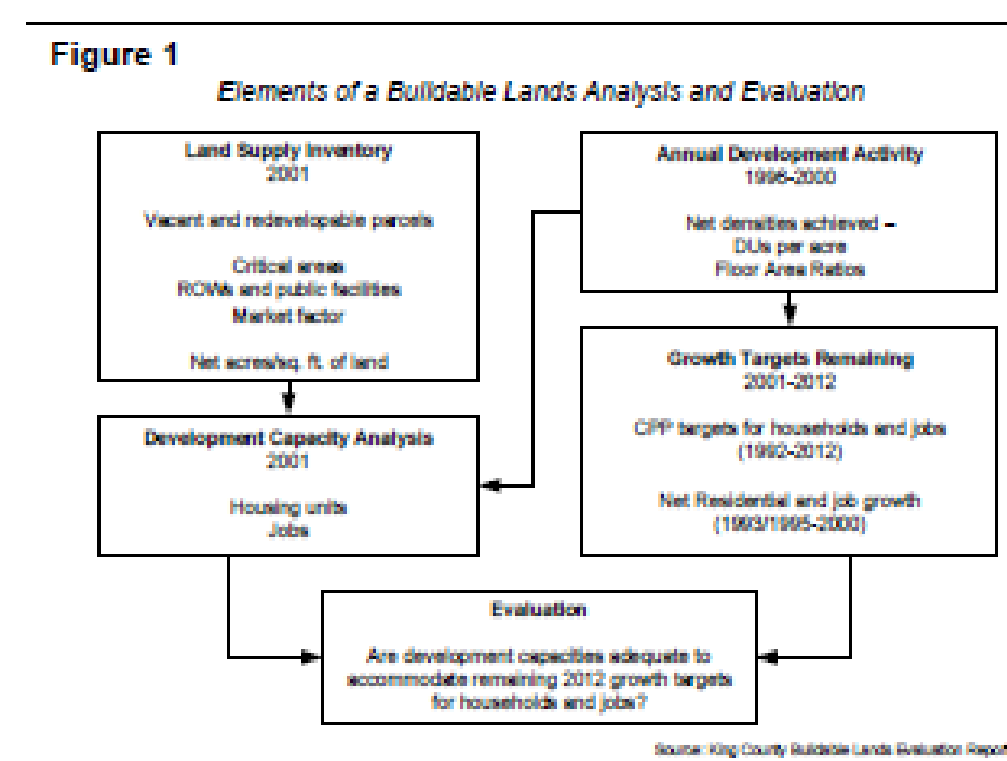 Figure 1
Elements of a Buildable Lands Analysis and Evaluation
Land Supply Inventory
2001
Vacant and redevelopable parcels
Critical areas
ROWs and public facilities
Market factor
Net acres/sq. ft. of land
Annual Development Activity
1996-2000
Net densities achieved –
DUs per acre
Floor Area Ratios
Development Capacity Analysis
2001
Housing units
Jobs
Growth Targets Remaining
2001-2012
CPP targets for households and jobs
(1992-2012)
Net Residential and job growth
(1993/1995-2000)
Evaluation
Are development capacities adequate to
accommodate remaining 2012 growth targets
for households and jobs?
Source: King County Buildable Lands Evaluation Report